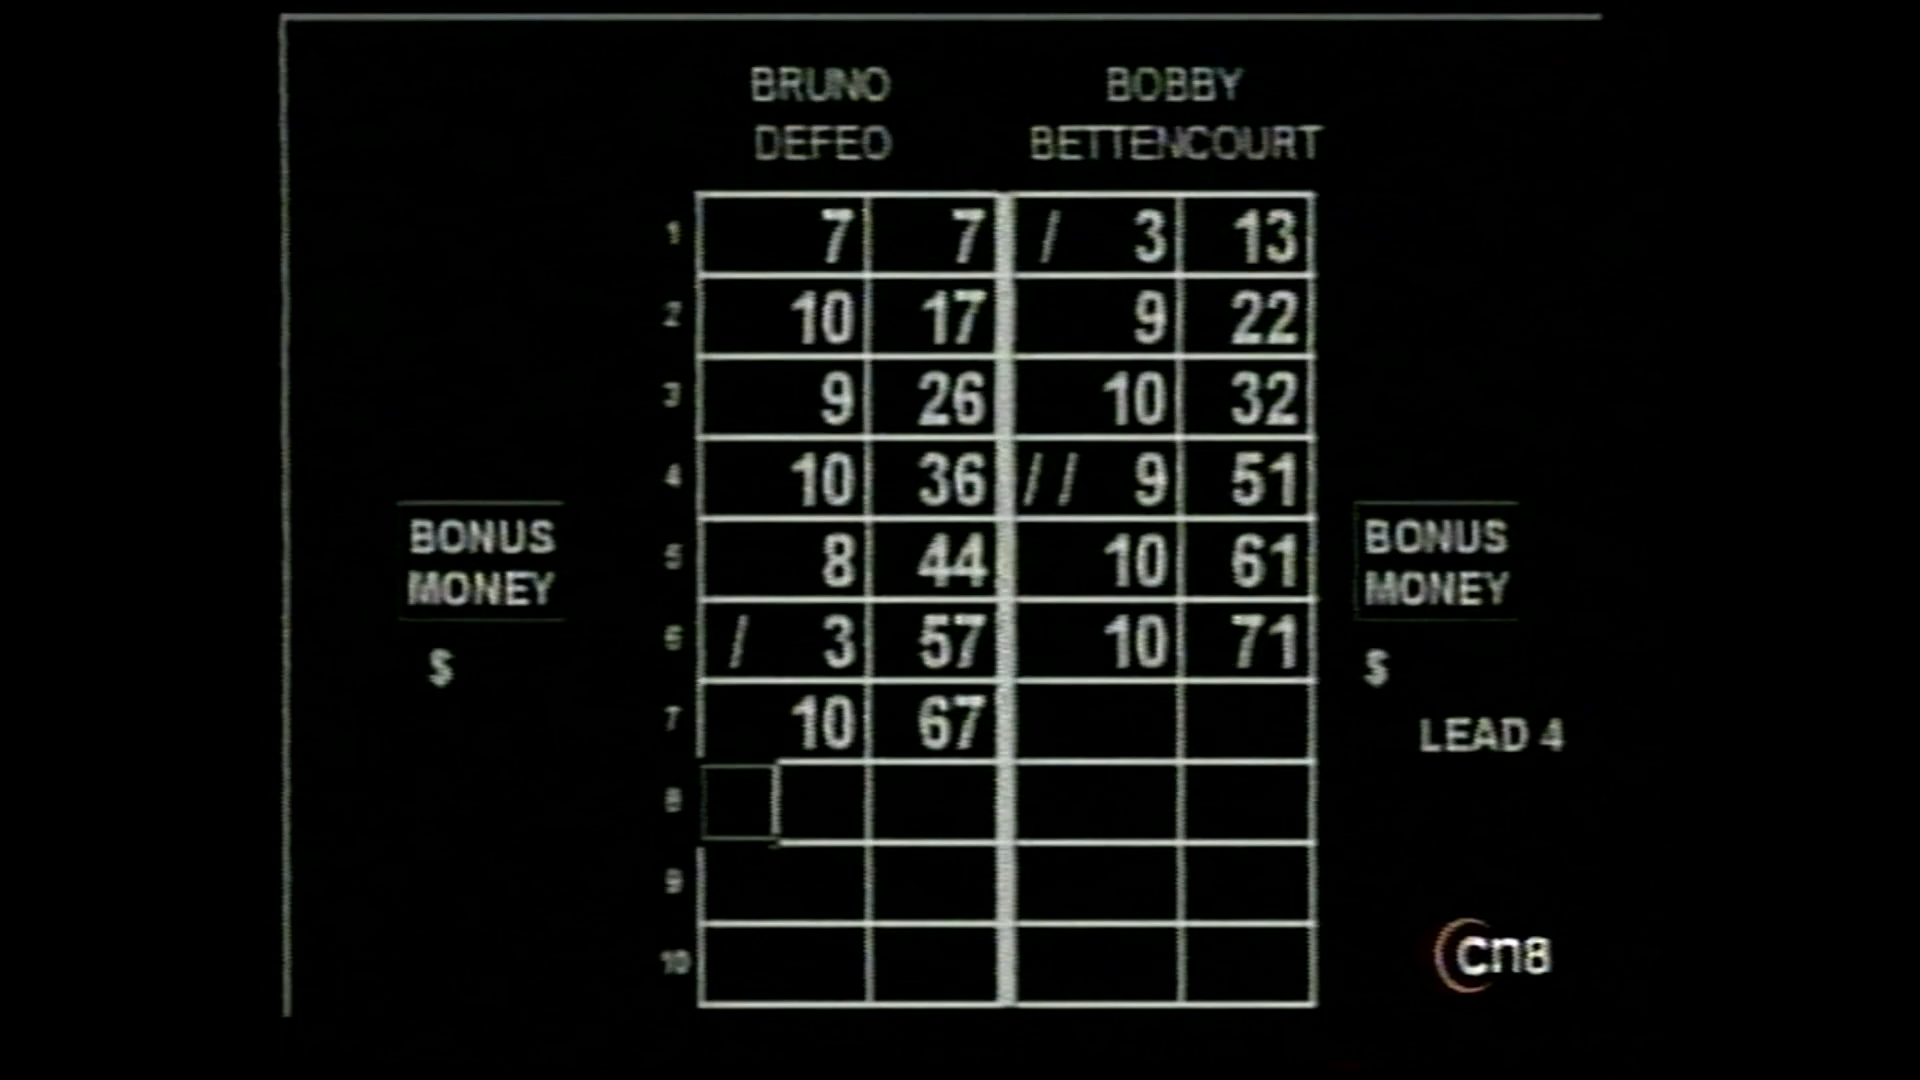 BRUNO DEFEO BOBBY BETTENCOURT
1 7 7 / 3 13
2 10 17 9 22
3 9 26 10 32
4 10 36 // 9 51
5 8 44 10 61
6 / 3 57 10 71
7 10 67
8
9
10
BONUS
MONEY
$
BONUS
MONEY
$
LEAD 4
cn8